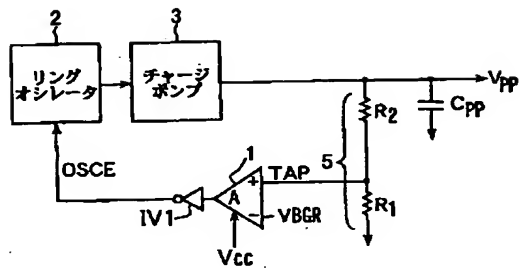 2
3
リング
オシレータ
チャージ
ポンプ
VPP
CPP
R2
5
OSCE
1
TAP
A
+
-
VBGR
R1
IV1
VCC